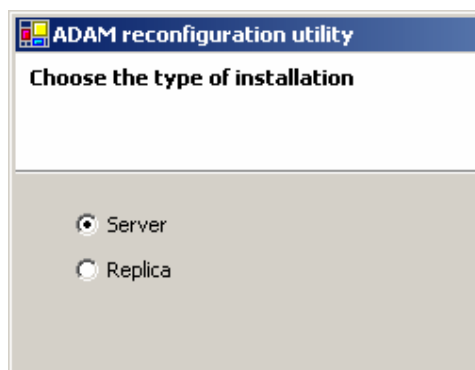 ADAM reconfiguration utility
Choose the type of installation
Server
Replica